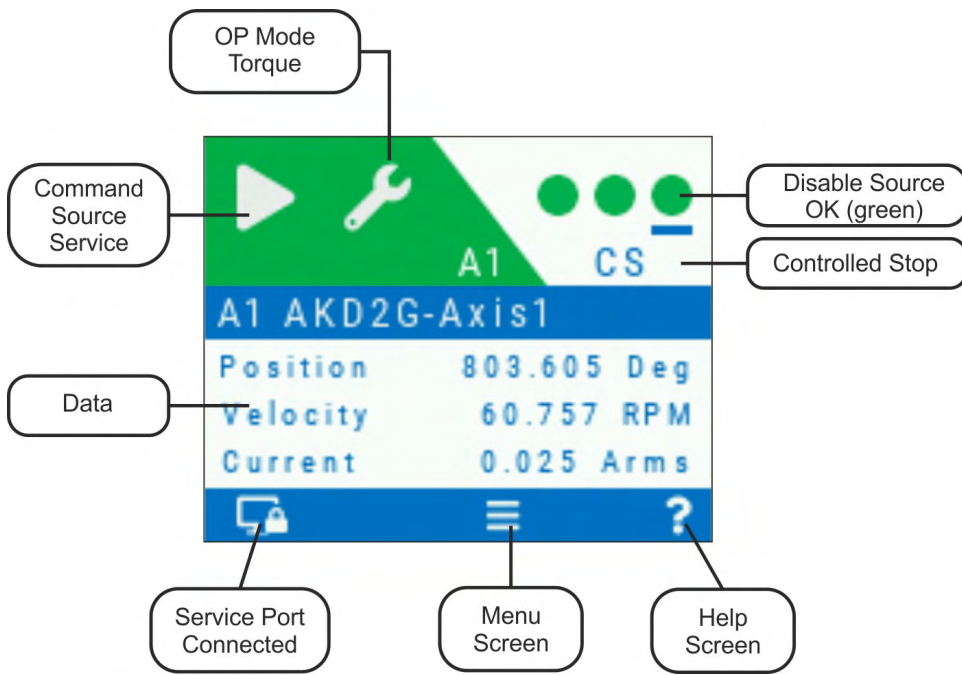 OP Mode
Torque
Command
Source
Service
Disable Source
OK (green)
A1
CS
Controlled Stop
A1 AKD2G-Axis1
Position 803.605 Deg
Data
Velocity 60.757 RPM
Current 0.025 Arms
?
Service Port
Connected
Menu
Screen
Help
Screen